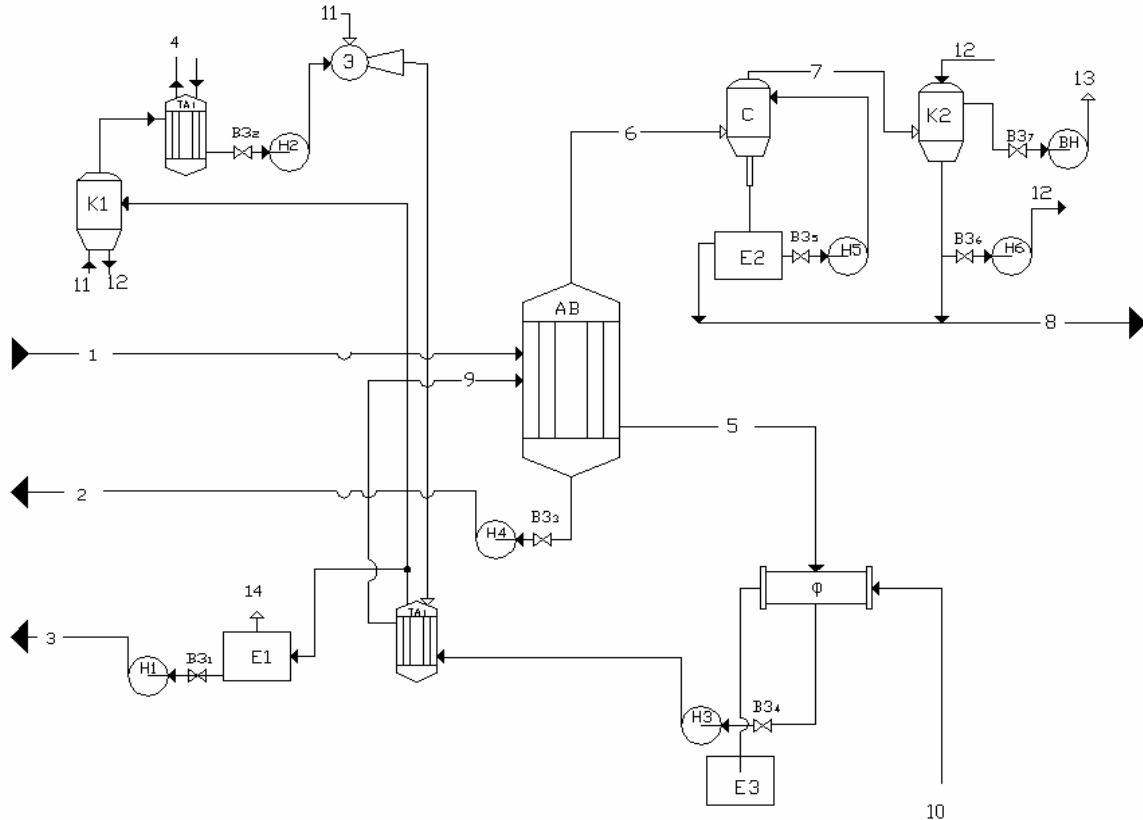 11
4
12
13
7
TA₁
ВЗ₂
Н2
Э
С
К2
6
ВЗ₇
ВН
К1
12
11
12
Е2
ВЗ₅
Н5
ВЗ₆
Н6
АВ
8
1
9
5
2
Н4
ВЗ₃
14
ТА₁
Ф
3
Н1
ВЗ₁
Е1
Н3
ВЗ₄
Е3
10